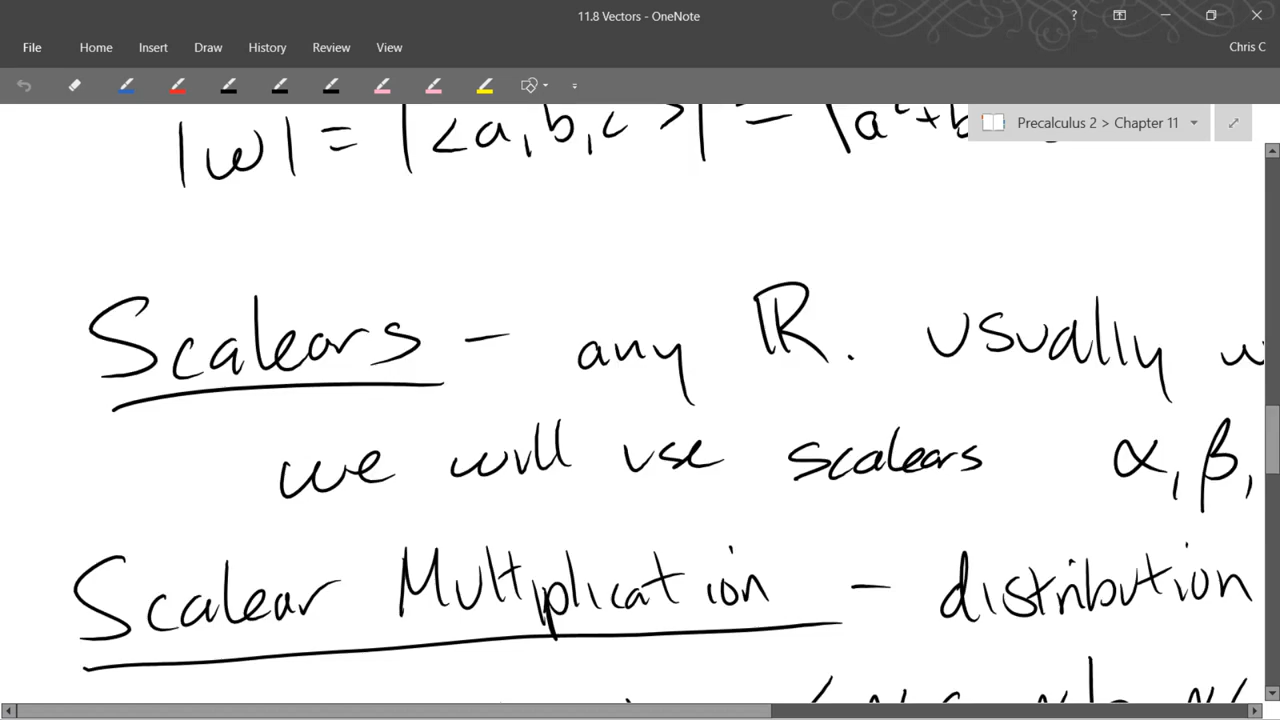 11.8 Vectors - OneNote
?
File Home Insert Draw History Review View
Chris C
Precalculus 2 > Chapter 11
|w| = |<a,b,c>| = √a²+b
Scalears - any ℝ. usually w
we will use scalears α, β,
Scalear Multiplication - distribution